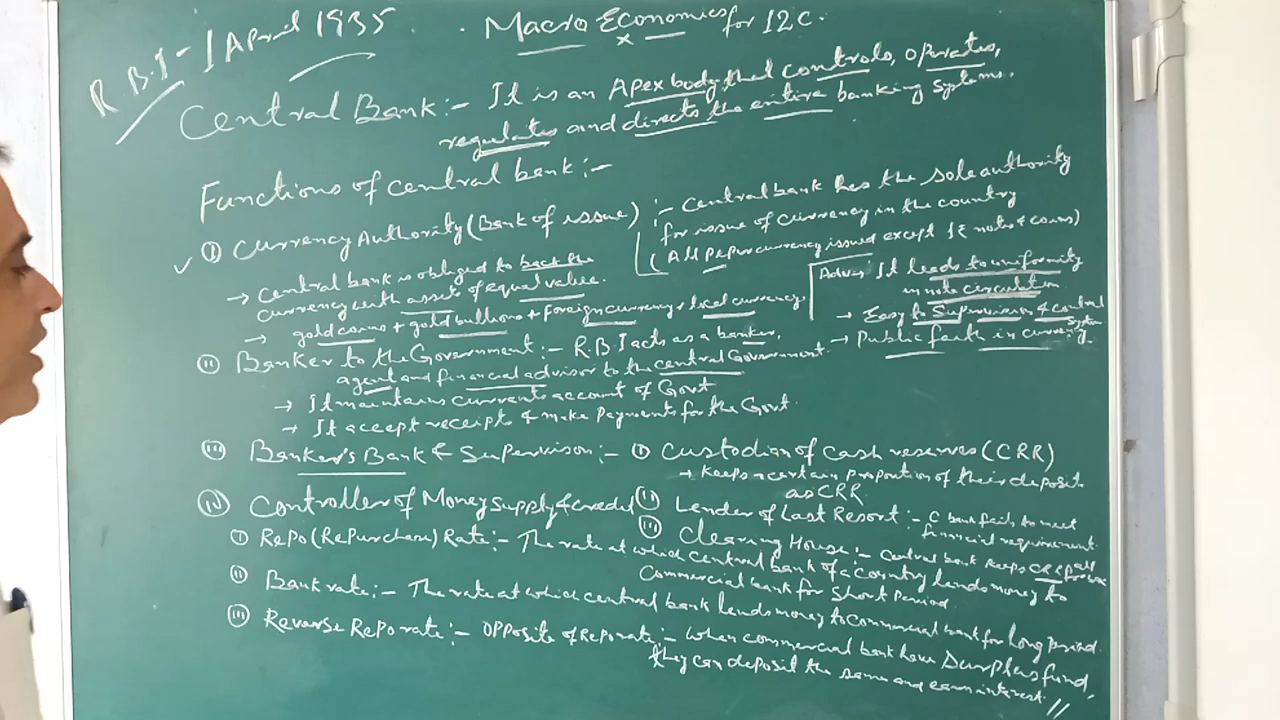 R.B.I - 1 April 1935
Macro Economics for 12 C.
Central Bank :- It is an Apex body that controls, operates,
regulates and directs the entire banking systems.
Functions of central bank :-
(i) Currency Authority (Bank of issue) :- Central bank has the sole authority
for issue of currency in the country
(All paper currency issued except 1₹ notes & coins)
→ Central bank is obliged to back the
currency with assets of equal value.
→ gold coins + gold bullions + foreign currency + local currency.
Advan It leads to uniformity
in note circulation
→ Easy to Supervision & control
system
→ Public faith in currency.
(ii) Banker to the Government :- R.B.I acts as a banker,
agent and financial advisor to the central Government.
→ It maintains currents account of Govt
→ It accept receipts & make payments for the Govt.
(iii) Banker's Bank & Supervisor :- (i) Custodion of Cash reserves (CRR)
→ Keeps certain proportion of their deposits
as CRR.
(ii) Lender of Last Resort :- C bank fails to meet
financial requirement.
(iii) Clearing House :- Central bank keeps CRR
(iv) Controller of Money Supply & credit
(i) Repo (Repurchase) Rate :- The rate at which central bank of a country lends money to
Commercial bank for Short Period.
(ii) Bank rate :- The rate at which central bank lends money to commercial bank for long period.
(iii) Reverse Repo rate :- Opposite of Repo rate :- When commercial bank have Surplus fund,
they can deposit the same and earn interest. //